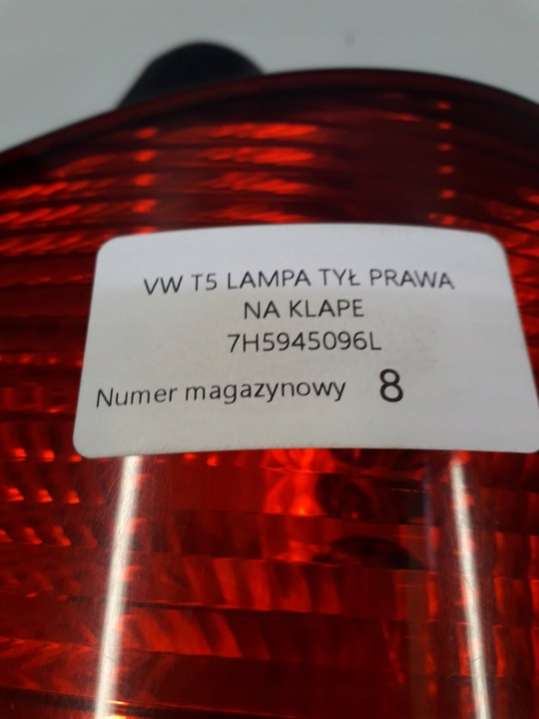 VW T5 LAMPA TYŁ PRAWA
NA KLAPE
7H5945096L
Numer magazynowy 8